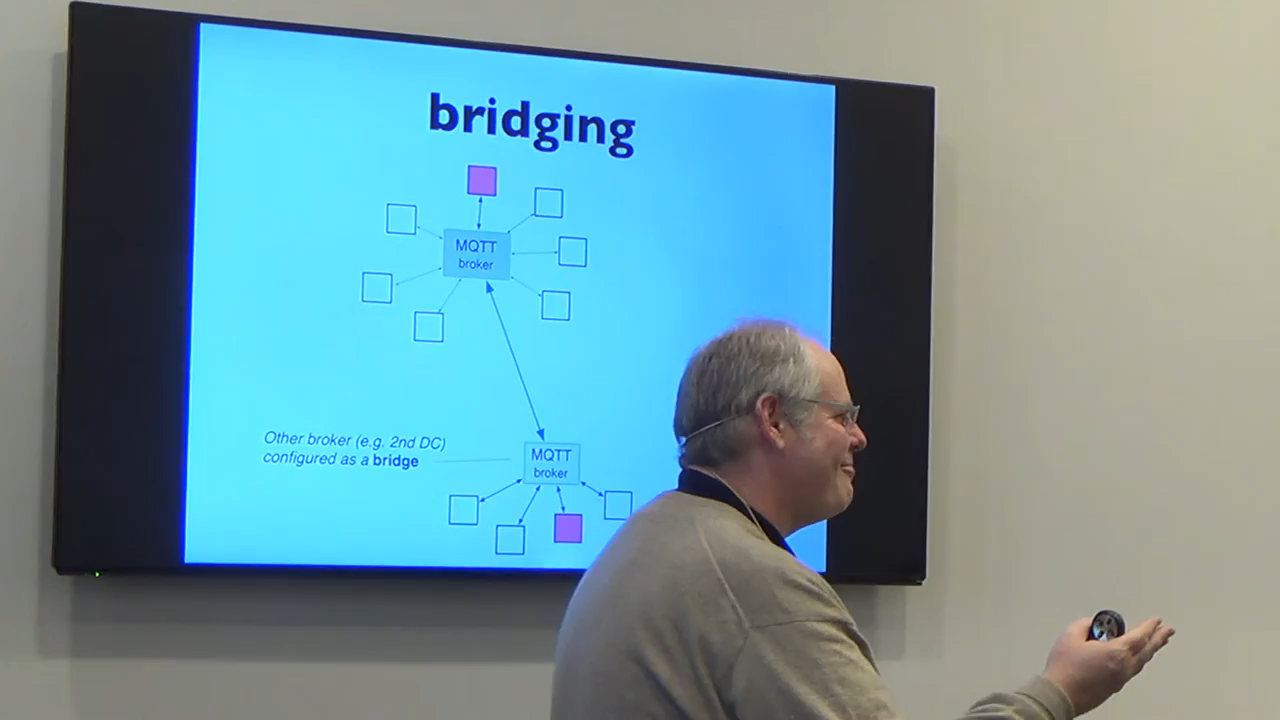 bridging
MQTT
broker
Other broker (e.g. 2nd DC)
configured as a bridge
MQTT
broker